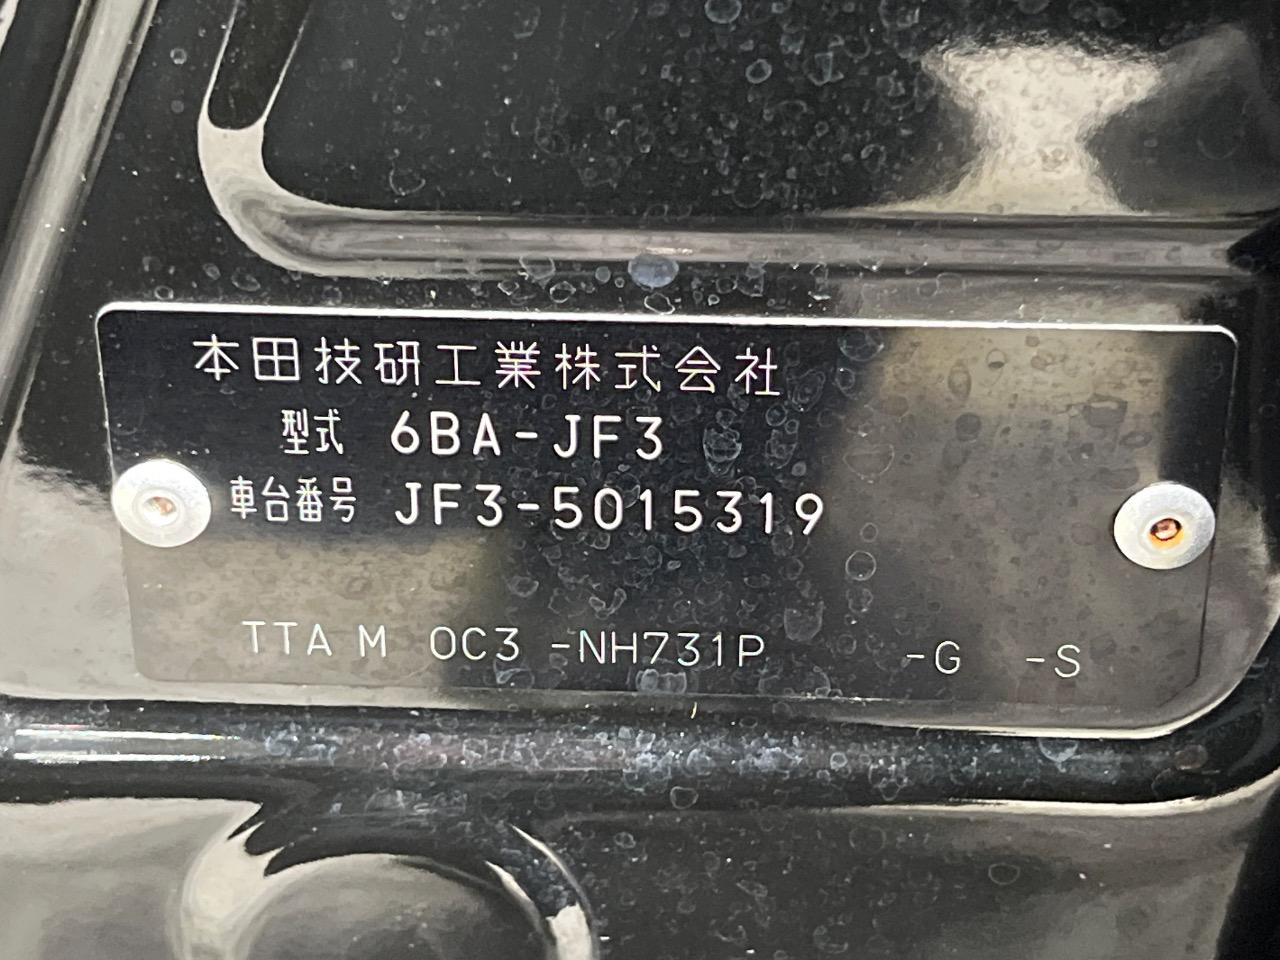 本田技研工業株式会社
型式 6BA-JF3
車台番号 JF3-5015319
TTA M 0C3 -NH731P -G -S